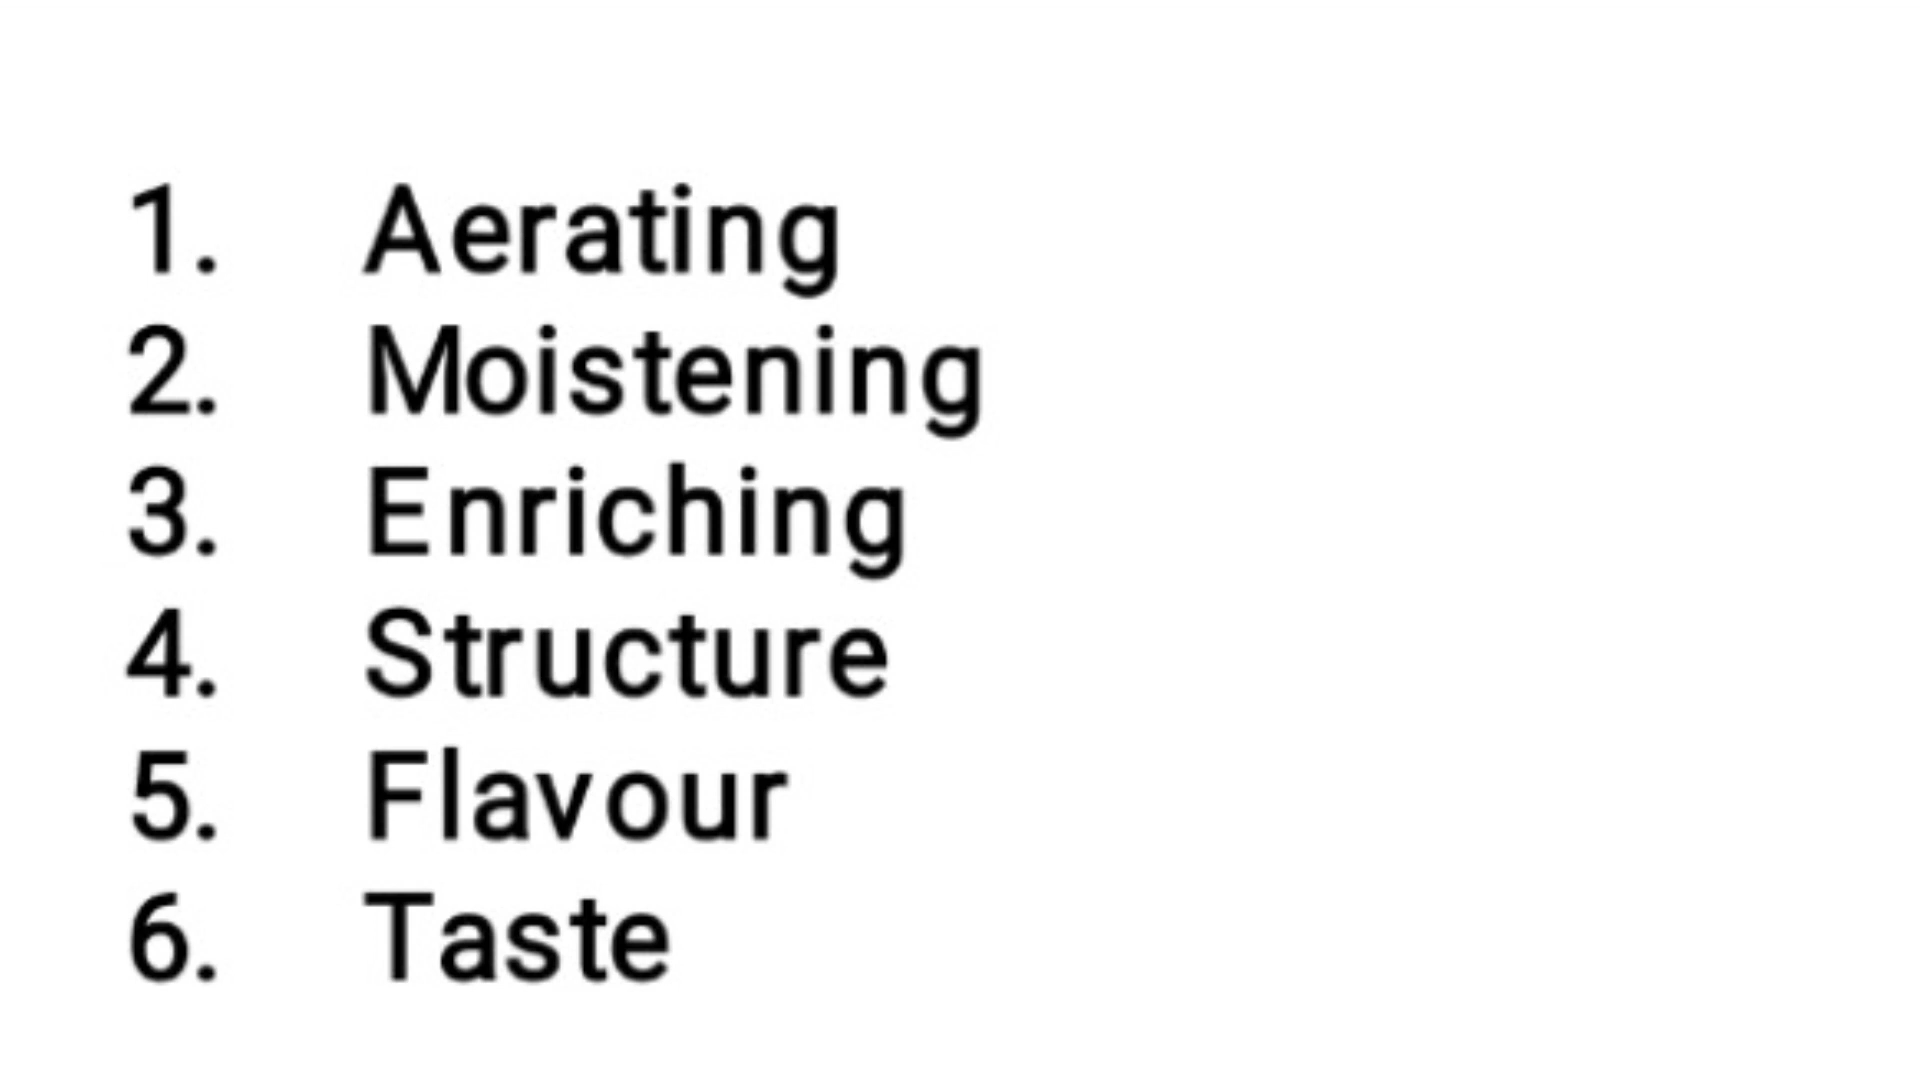 1. Aerating
2. Moistening
3. Enriching
4. Structure
5. Flavour
6. Taste